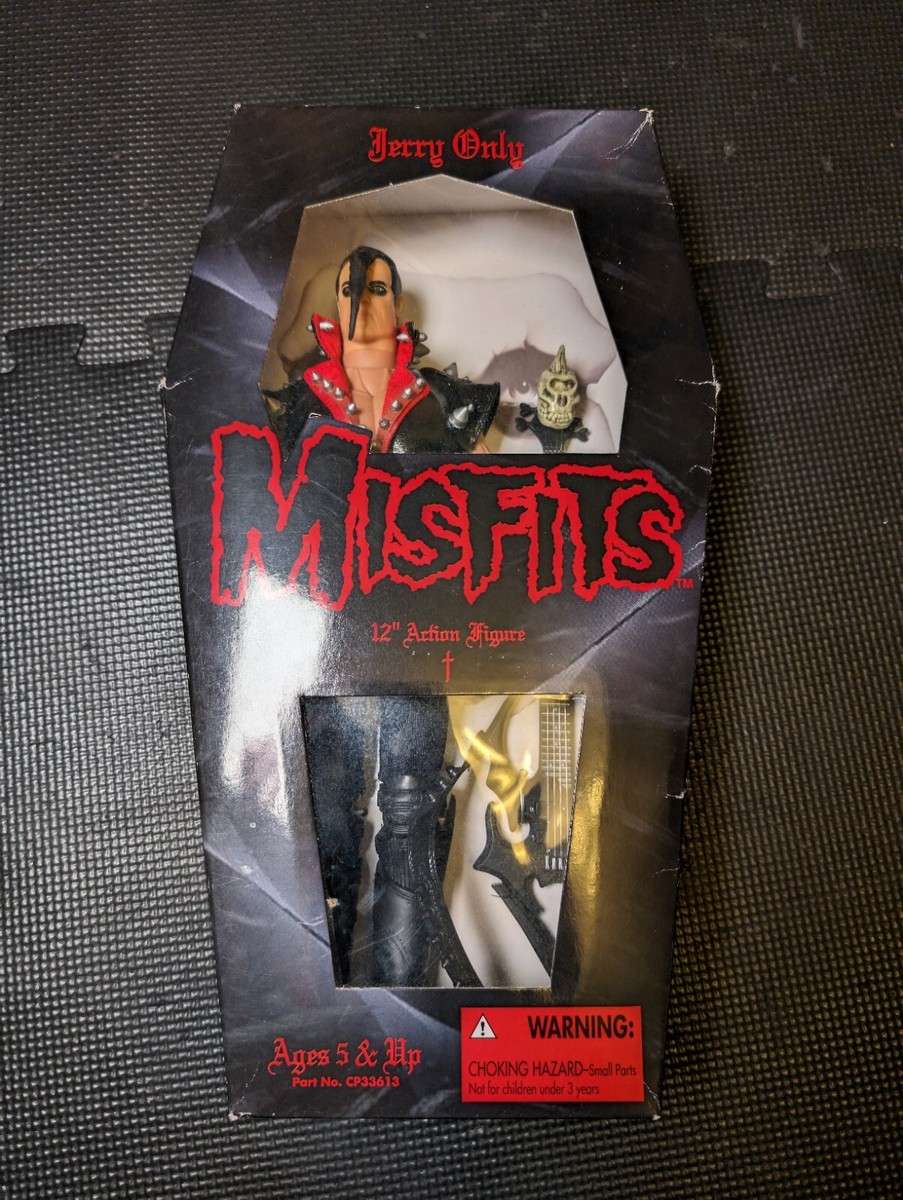 Jerry Only
MISFITS™
12" Action Figure
Ages 5 & Up
Part No. CP33613
WARNING:
CHOKING HAZARD–Small Parts
Not for children under 3 years